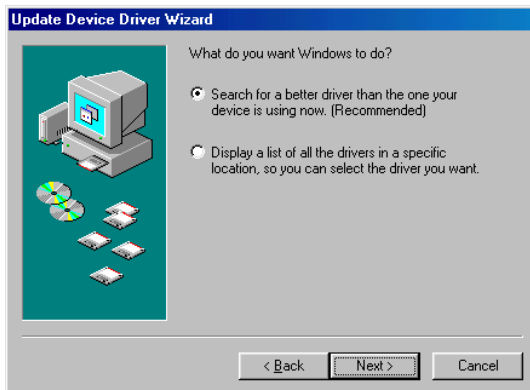 Update Device Driver Wizard
What do you want Windows to do?
Search for a better driver than the one your
device is using now. (Recommended)
Display a list of all the drivers in a specific
location, so you can select the driver you want.
< Back
Next >
Cancel